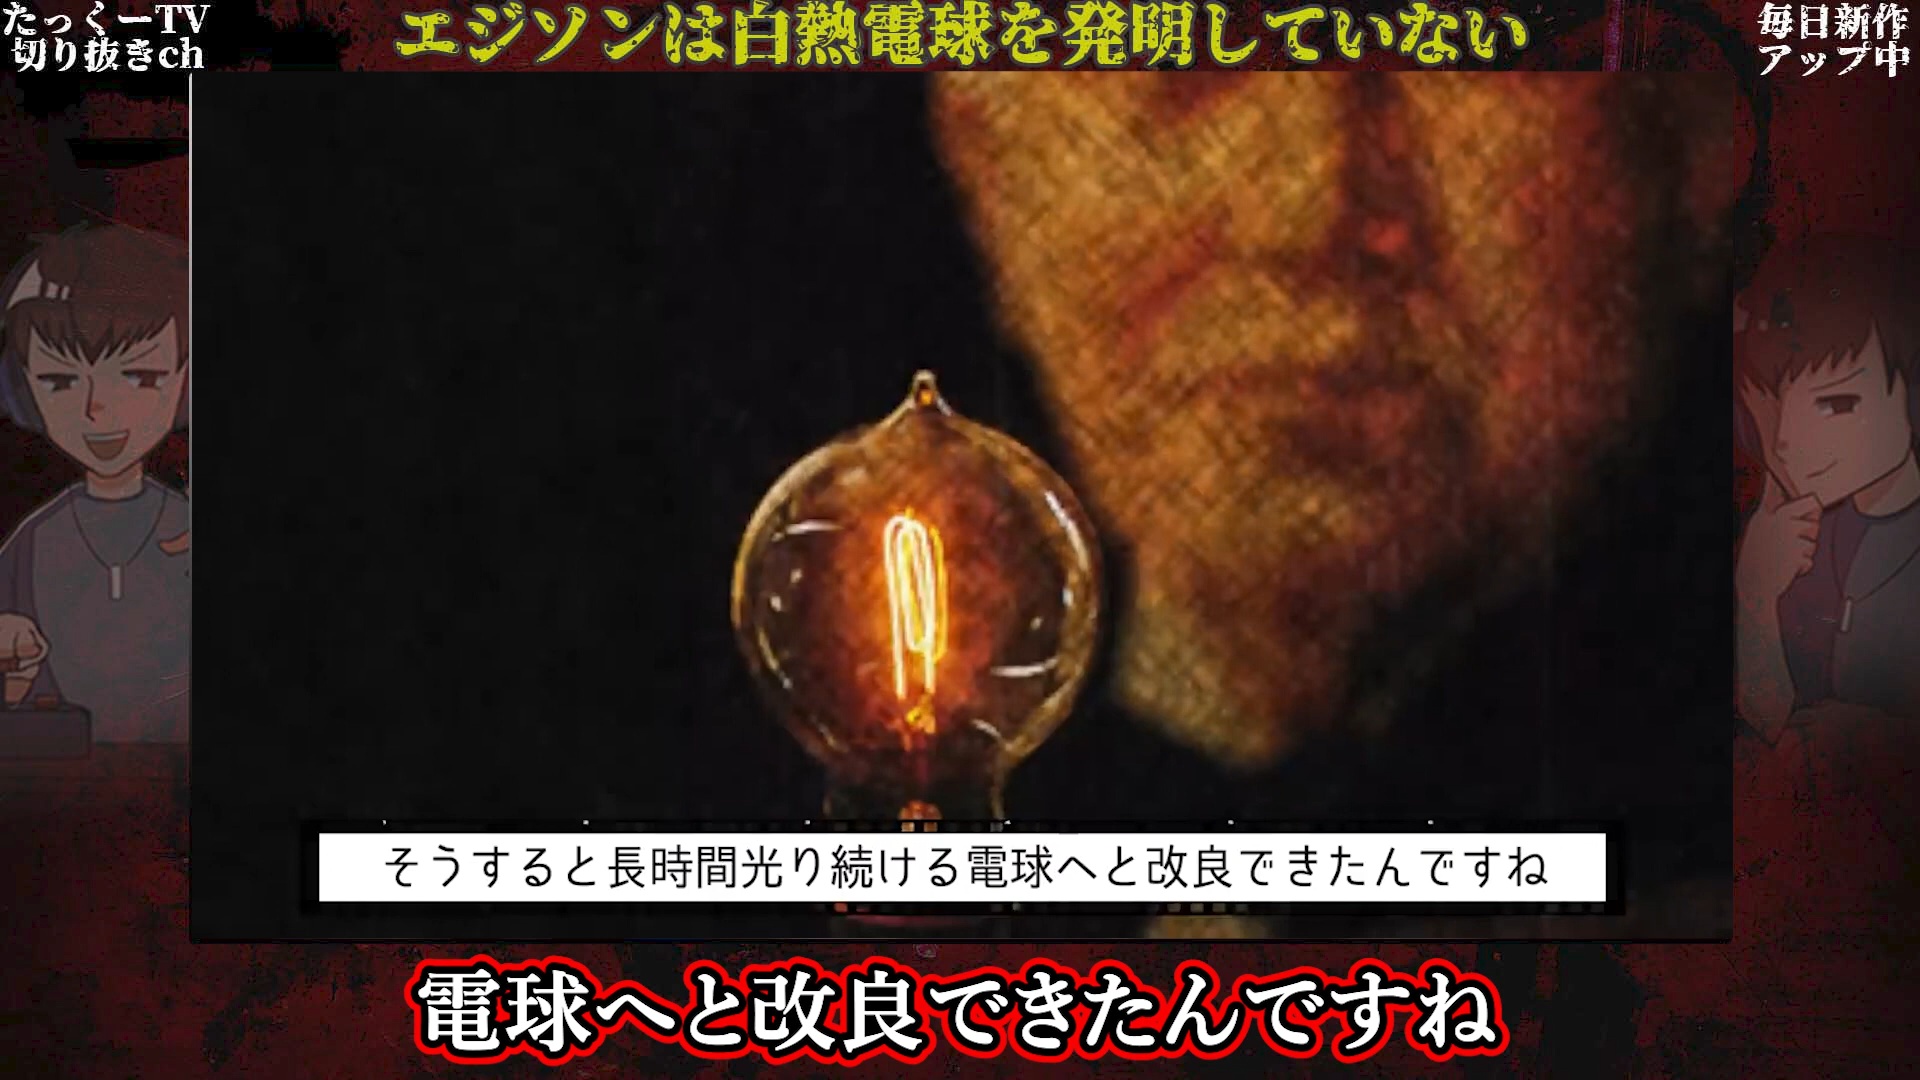 たっくーTV
切り抜きch
エジソンは白熱電球を発明していない
毎日新作
アップ中
そうすると長時間光り続ける電球へと改良できたんですね
電球へと改良できたんですね